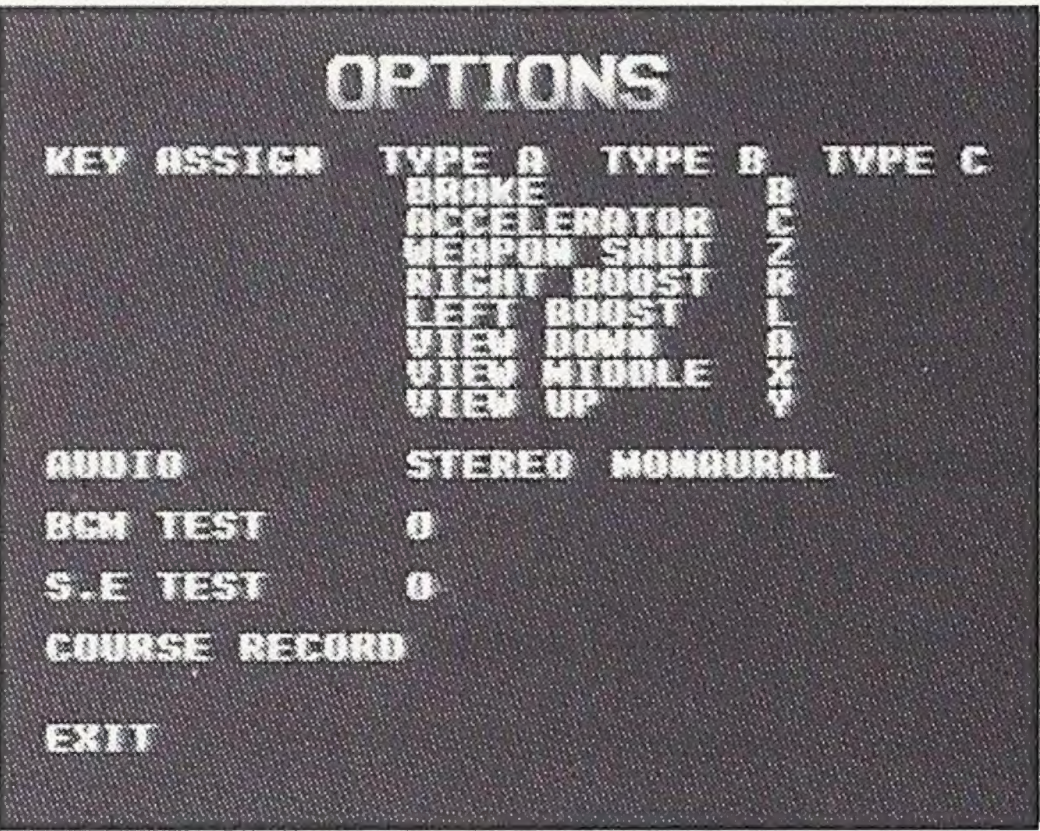 OPTIONS
KEY ASSIGN TYPE A TYPE B TYPE C
BRAKE B
ACCELERATOR C
WEAPON SHOT Z
RIGHT BOOST R
LEFT BOOST L
VIEW DOWN A
VIEW MIDDLE X
VIEW UP Y
AUDIO STEREO MONAURAL
BGM TEST 0
S.E TEST 0
COURSE RECORD
EXIT